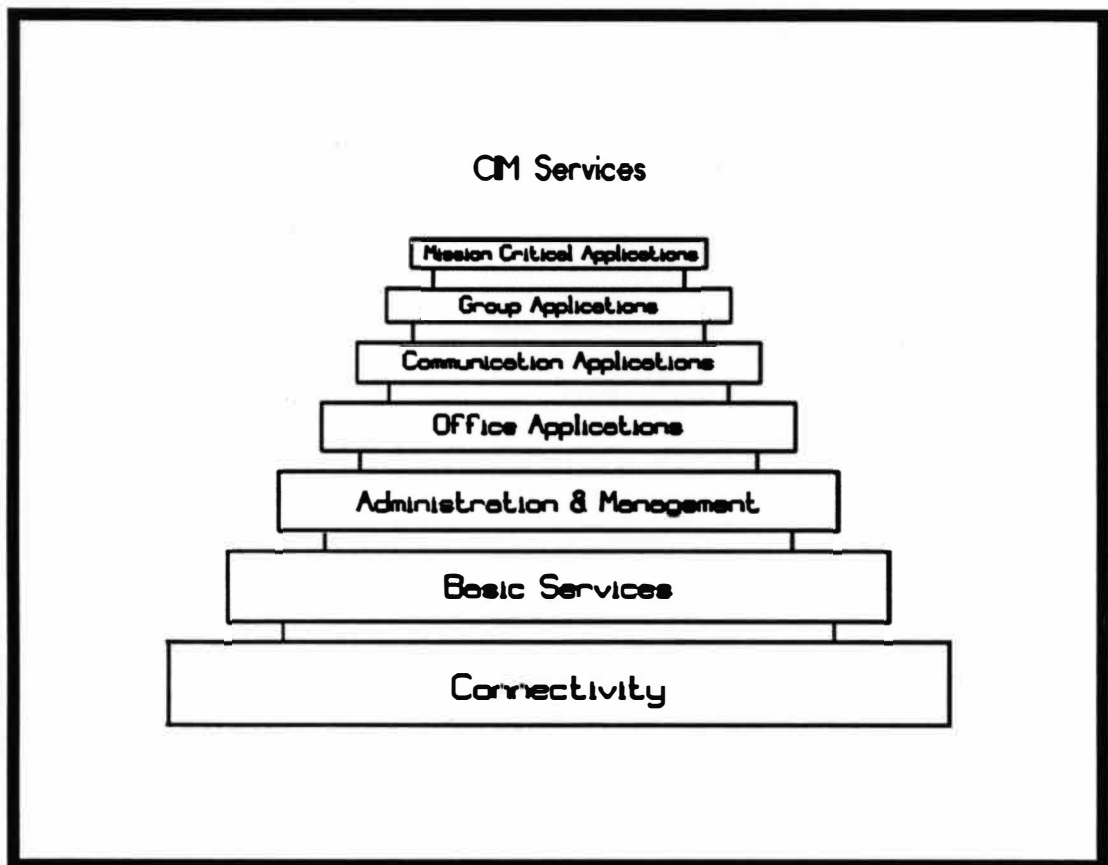 CIM Services
Mission Critical Applications
Group Applications
Communication Applications
Office Applications
Administration & Management
Basic Services
Connectivity